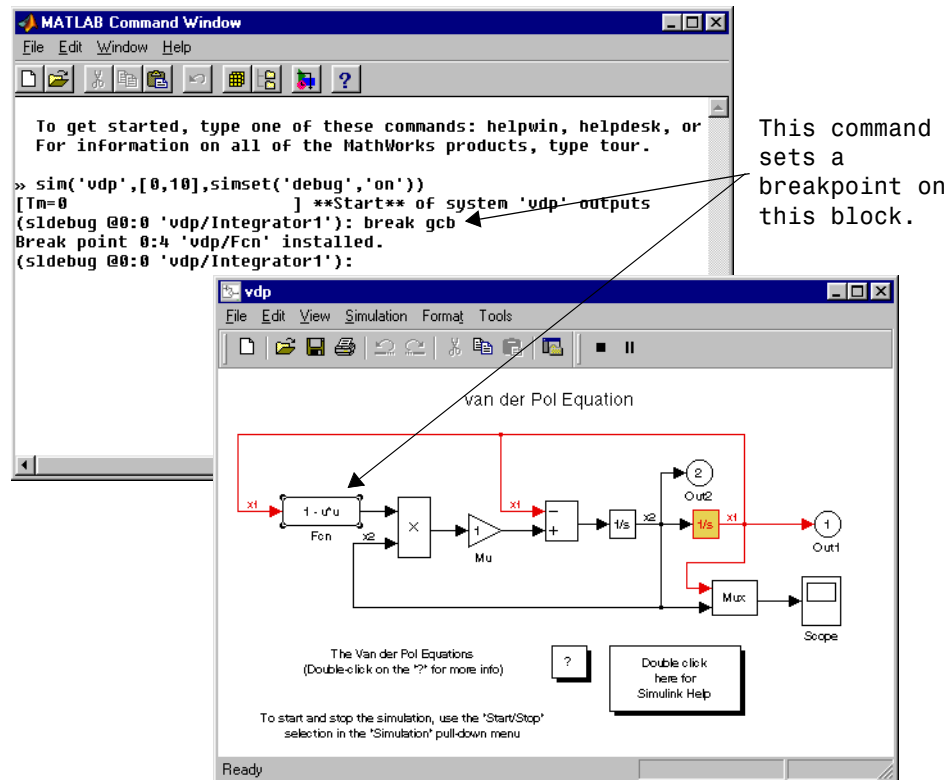 MATLAB Command Window
File Edit Window Help
To get started, type one of these commands: helpwin, helpdesk, or
For information on all of the MathWorks products, type tour.
» sim('vdp',[0,10],simset('debug','on'))
[Tm=0 ] **Start** of system 'vdp' outputs
(sldebug @0:0 'vdp/Integrator1'): break gcb
Break point 0:4 'vdp/Fcn' installed.
(sldebug @0:0 'vdp/Integrator1'):
This command
sets a
breakpoint on
this block.
vdp
File Edit View Simulation Format Tools
van der Pol Equation
2
Out2
x1
1 - u*u
Fcn
x2
×
1
Mu
x1
−
+
1/s
x2
1/s
x1
1
Out1
Mux
Scope
The Van der Pol Equations
(Double-click on the "?" for more info)
?
Double click
here for
Simulink Help
To start and stop the simulation, use the "Start/Stop"
selection in the "Simulation" pull-down menu
Ready